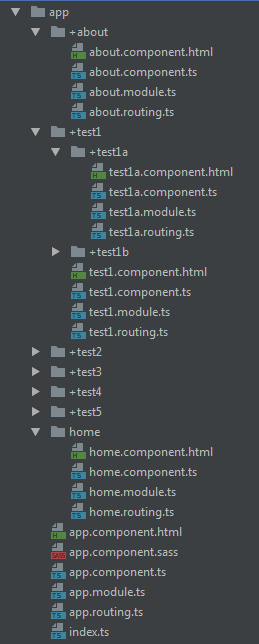 app
+about
about.component.html
about.component.ts
about.module.ts
about.routing.ts
+test1
+test1a
test1a.component.html
test1a.component.ts
test1a.module.ts
test1a.routing.ts
+test1b
test1.component.html
test1.component.ts
test1.module.ts
test1.routing.ts
+test2
+test3
+test4
+test5
home
home.component.html
home.component.ts
home.module.ts
home.routing.ts
app.component.html
app.component.sass
app.component.ts
app.module.ts
app.routing.ts
index.ts